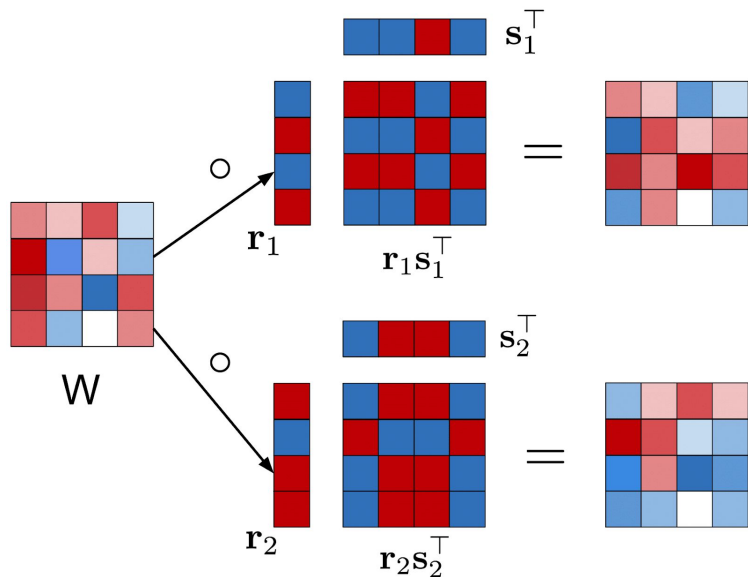 s₁⊤
○
=
r₁
r₁s₁⊤
W
s₂⊤
○
=
r₂
r₂s₂⊤